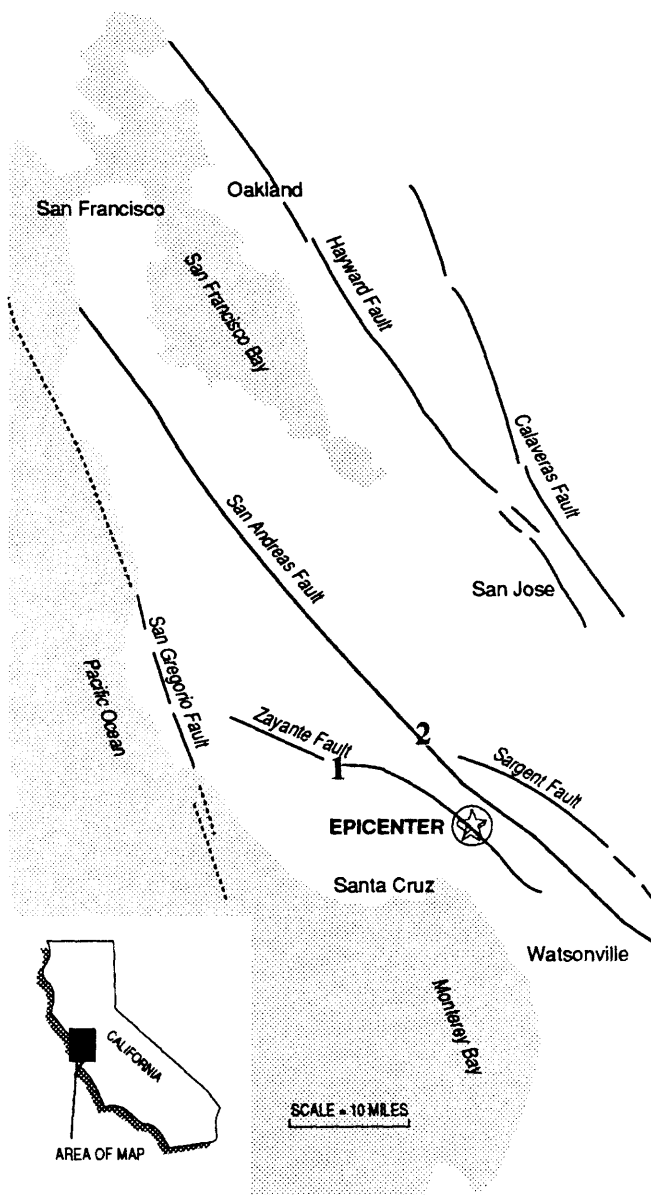 San Francisco
Oakland
Hayward Fault
San Francisco Bay
Calaveras Fault
San Andreas Fault
San Jose
San Gregorio Fault
Pacific Ocean
Zayante Fault
1
2
Sargent Fault
EPICENTER
Santa Cruz
Watsonville
Monterey Bay
CALIFORNIA
SCALE = 10 MILES
AREA OF MAP